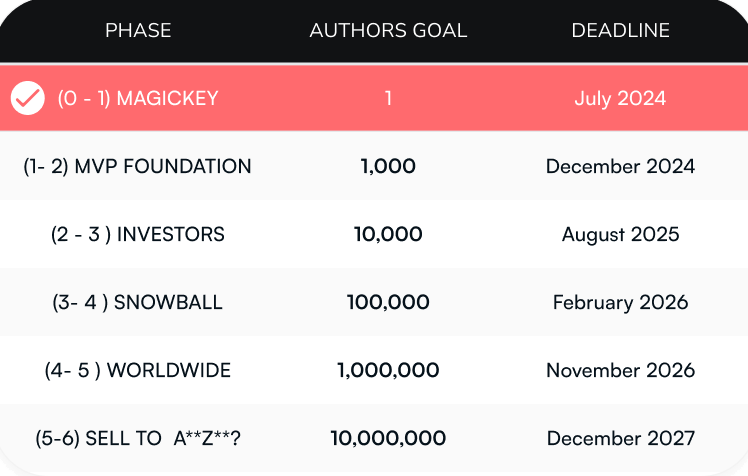 PHASE AUTHORS GOAL DEADLINE
(0 - 1) MAGICKEY 1 July 2024
(1- 2) MVP FOUNDATION 1,000 December 2024
(2 - 3 ) INVESTORS 10,000 August 2025
(3- 4 ) SNOWBALL 100,000 February 2026
(4- 5 ) WORLDWIDE 1,000,000 November 2026
(5-6) SELL TO A**Z**? 10,000,000 December 2027